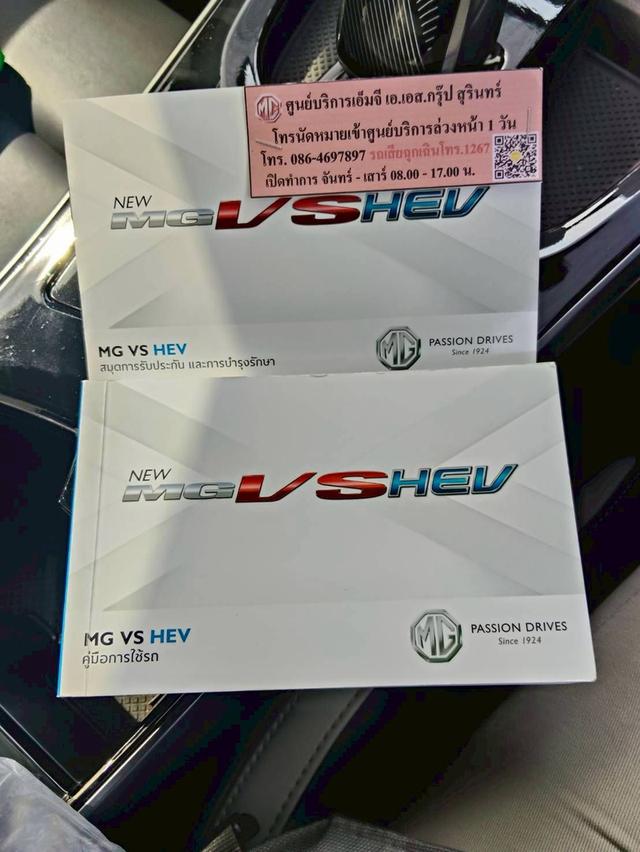 MG ศูนย์บริการเอ็มจี เอ.เอส.กรุ๊ป สุรินทร์
โทรนัดหมายเข้าศูนย์บริการล่วงหน้า 1 วัน
โทร. 086-4697897 รถเสียฉุกเฉินโทร.1267
เปิดทำการ จันทร์ - เสาร์ 08.00 - 17.00 น.
NEW
MG VS HEV
MG VS HEV
สมุดการรับประกัน และการบำรุงรักษา
MG PASSION DRIVES
Since 1924
NEW
MG VS HEV
MG VS HEV
คู่มือการใช้รถ
MG PASSION DRIVES
Since 1924